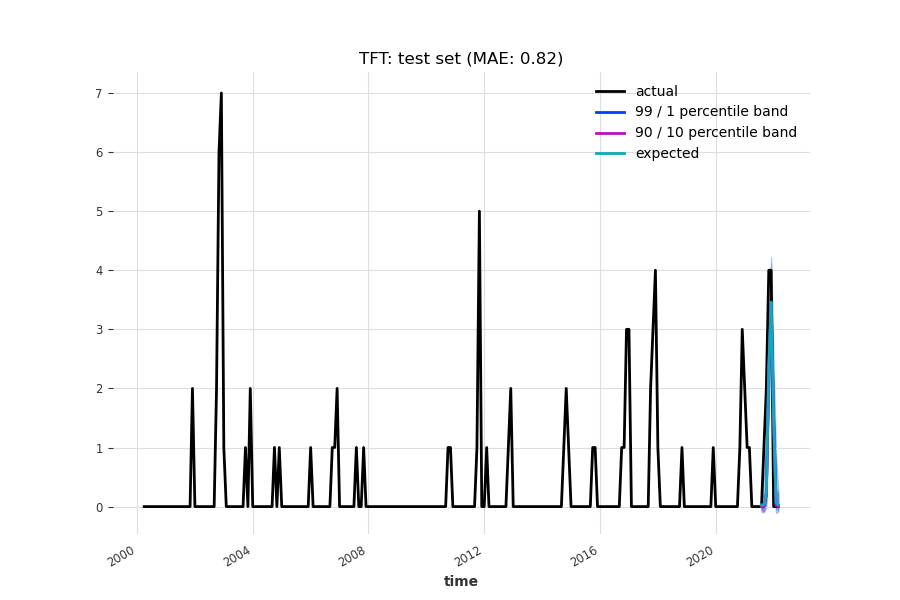 TFT: test set (MAE: 0.82)
actual
99 / 1 percentile band
90 / 10 percentile band
expected
7
6
5
4
3
2
1
0
2000
2004
2008
2012
2016
2020
time